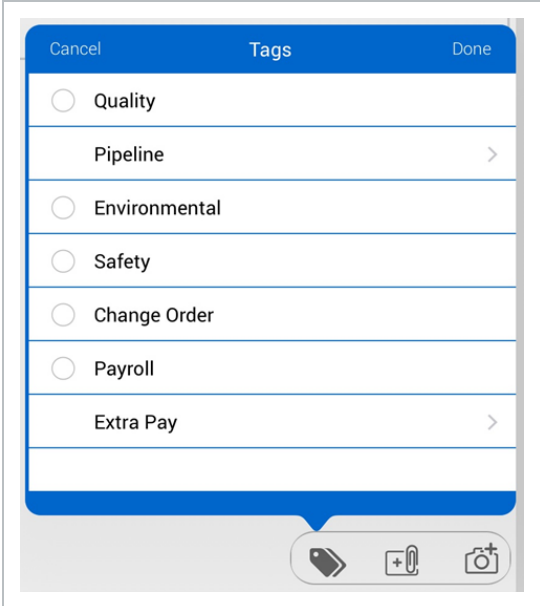 Cancel Tags Done
Quality
Pipeline
Environmental
Safety
Change Order
Payroll
Extra Pay